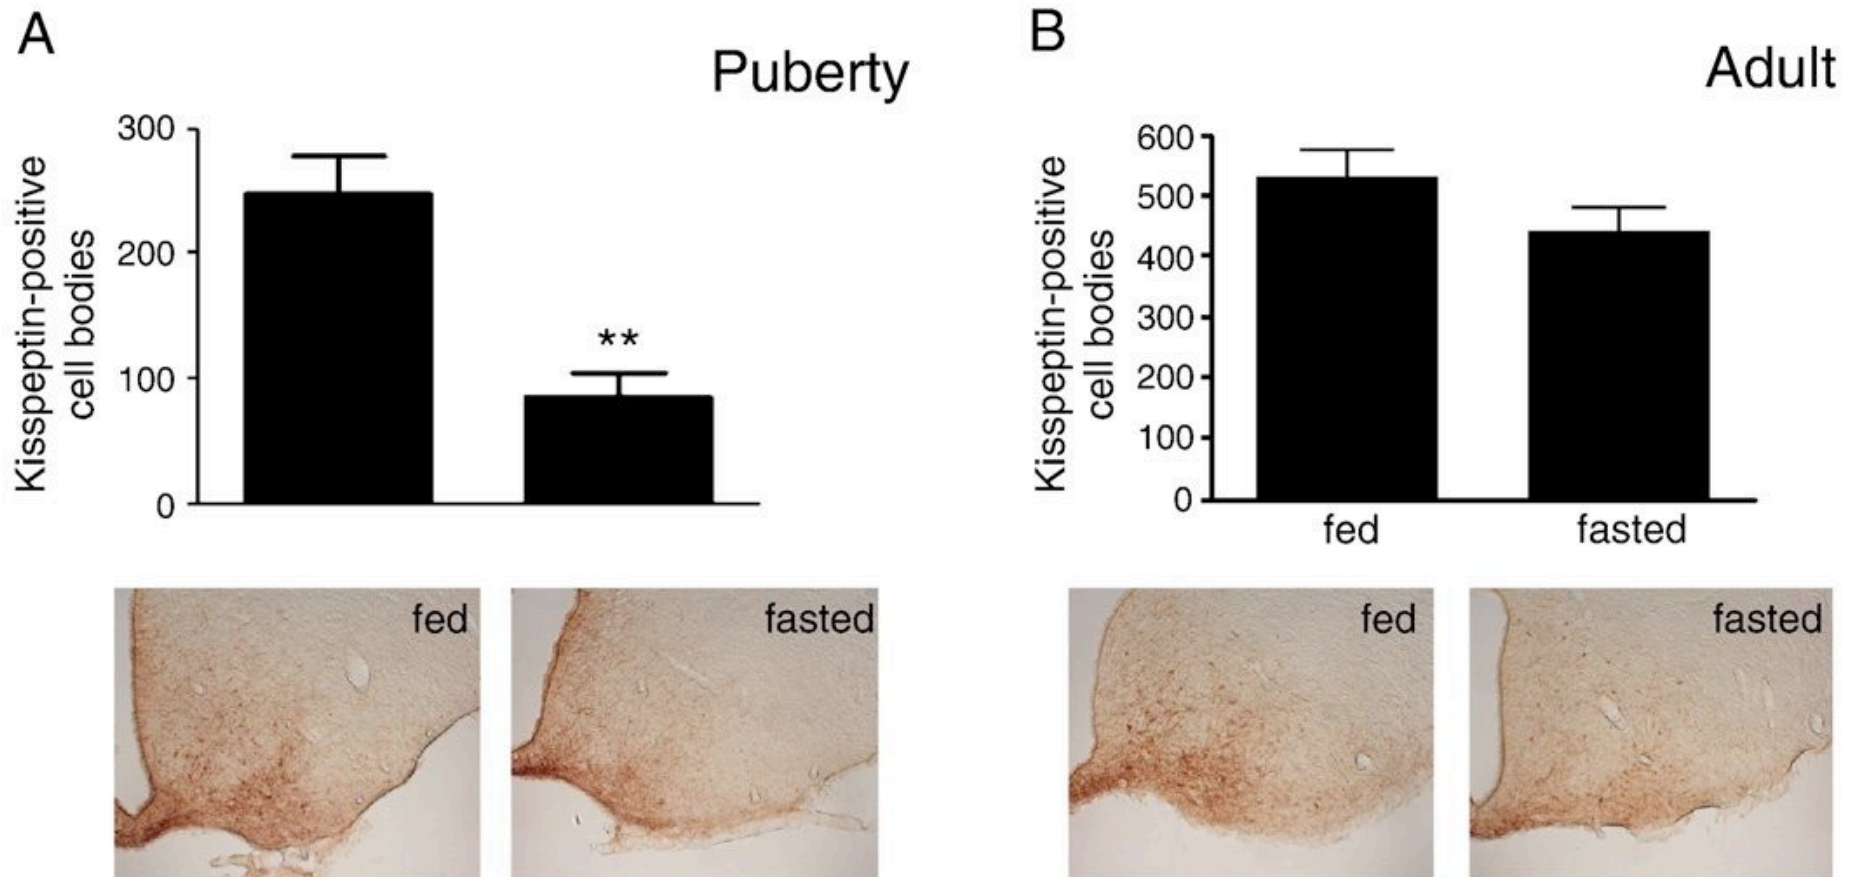 A
Puberty
300
200
100
0
Kisspeptin-positive
cell bodies
**
fed
fasted
B
Adult
600
500
400
300
200
100
0
Kisspeptin-positive
cell bodies
fed
fasted
fed
fasted